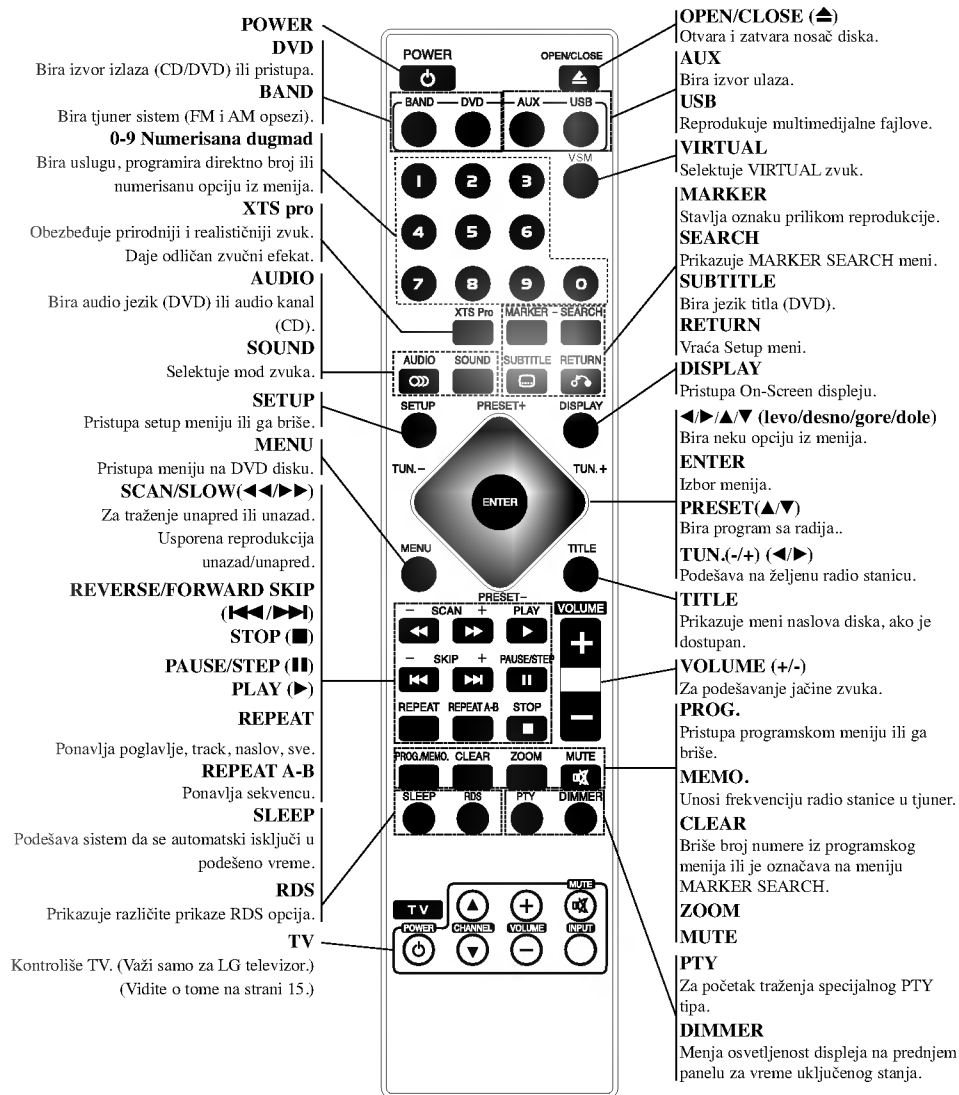 POWER
DVD
Bira izvor izlaza (CD/DVD) ili pristupa.
BAND
Bira tjuner sistem (FM i AM opsezi).
0-9 Numerisana dugmad
Bira uslugu, programira direktno broj ili
numerisanu opciju iz menija.
XTS pro
Obezbeđuje prirodniji i realističniji zvuk.
Daje odličan zvučni efekat.
AUDIO
Bira audio jezik (DVD) ili audio kanal
(CD).
SOUND
Selektuje mod zvuka.
SETUP
Pristupa setup meniju ili ga briše.
MENU
Pristupa meniju na DVD disku.
SCAN/SLOW(◄◄/►►)
Za traženje unapred ili unazad.
Usporena reprodukcija
unazad/unapred.
REVERSE/FORWARD SKIP
(I◄◄/►►I)
STOP (■)
PAUSE/STEP (II)
PLAY (►)
REPEAT
Ponavlja poglavlje, track, naslov, sve.
REPEAT A-B
Ponavlja sekvencu.
SLEEP
Podešava sistem da se automatski isključi u
podešeno vreme.
RDS
Prikazuje različite prikaze RDS opcija.
TV
Kontroliše TV. (Važi samo za LG televizor.)
(Vidite o tome na strani 15.)
POWER OPEN/CLOSE
BAND DVD AUX USB
VSM
1 2 3
4 5 6
7 8 9 0
XTS Pro MARKER - SEARCH
AUDIO SOUND SUBTITLE RETURN
SETUP PRESET+ DISPLAY
TUN.- TUN.+
ENTER
MENU TITLE
PRESET-
- SCAN + PLAY VOLUME
+
- SKIP + PAUSE/STEP
REPEAT REPEAT A-B STOP
-
PROG./MEMO. CLEAR ZOOM MUTE
SLEEP RDS PTY DIMMER
MUTE
TV
POWER CHANNEL VOLUME INPUT
OPEN/CLOSE (⏏)
Otvara i zatvara nosač diska.
AUX
Bira izvor ulaza.
USB
Reprodukuje multimedijalne fajlove.
VIRTUAL
Selektuje VIRTUAL zvuk.
MARKER
Stavlja oznaku prilikom reprodukcije.
SEARCH
Prikazuje MARKER SEARCH meni.
SUBTITLE
Bira jezik titla (DVD).
RETURN
Vraća Setup meni.
DISPLAY
Pristupa On-Screen displeju.
◄/►/▲/▼ (levo/desno/gore/dole)
Bira neku opciju iz menija.
ENTER
Izbor menija.
PRESET(▲/▼)
Bira program sa radija..
TUN.(-/+) (◄/►)
Podešava na željenu radio stanicu.
TITLE
Prikazuje meni naslova diska, ako je
dostupan.
VOLUME (+/-)
Za podešavanje jačine zvuka.
PROG.
Pristupa programskom meniju ili ga
briše.
MEMO.
Unosi frekvenciju radio stanice u tjuner.
CLEAR
Briše broj numere iz programskog
menija ili je označava na meniju
MARKER SEARCH.
ZOOM
MUTE
PTY
Za početak traženja specijalnog PTY
tipa.
DIMMER
Menja osvetljenost displeja na prednjem
panelu za vreme uključenog stanja.